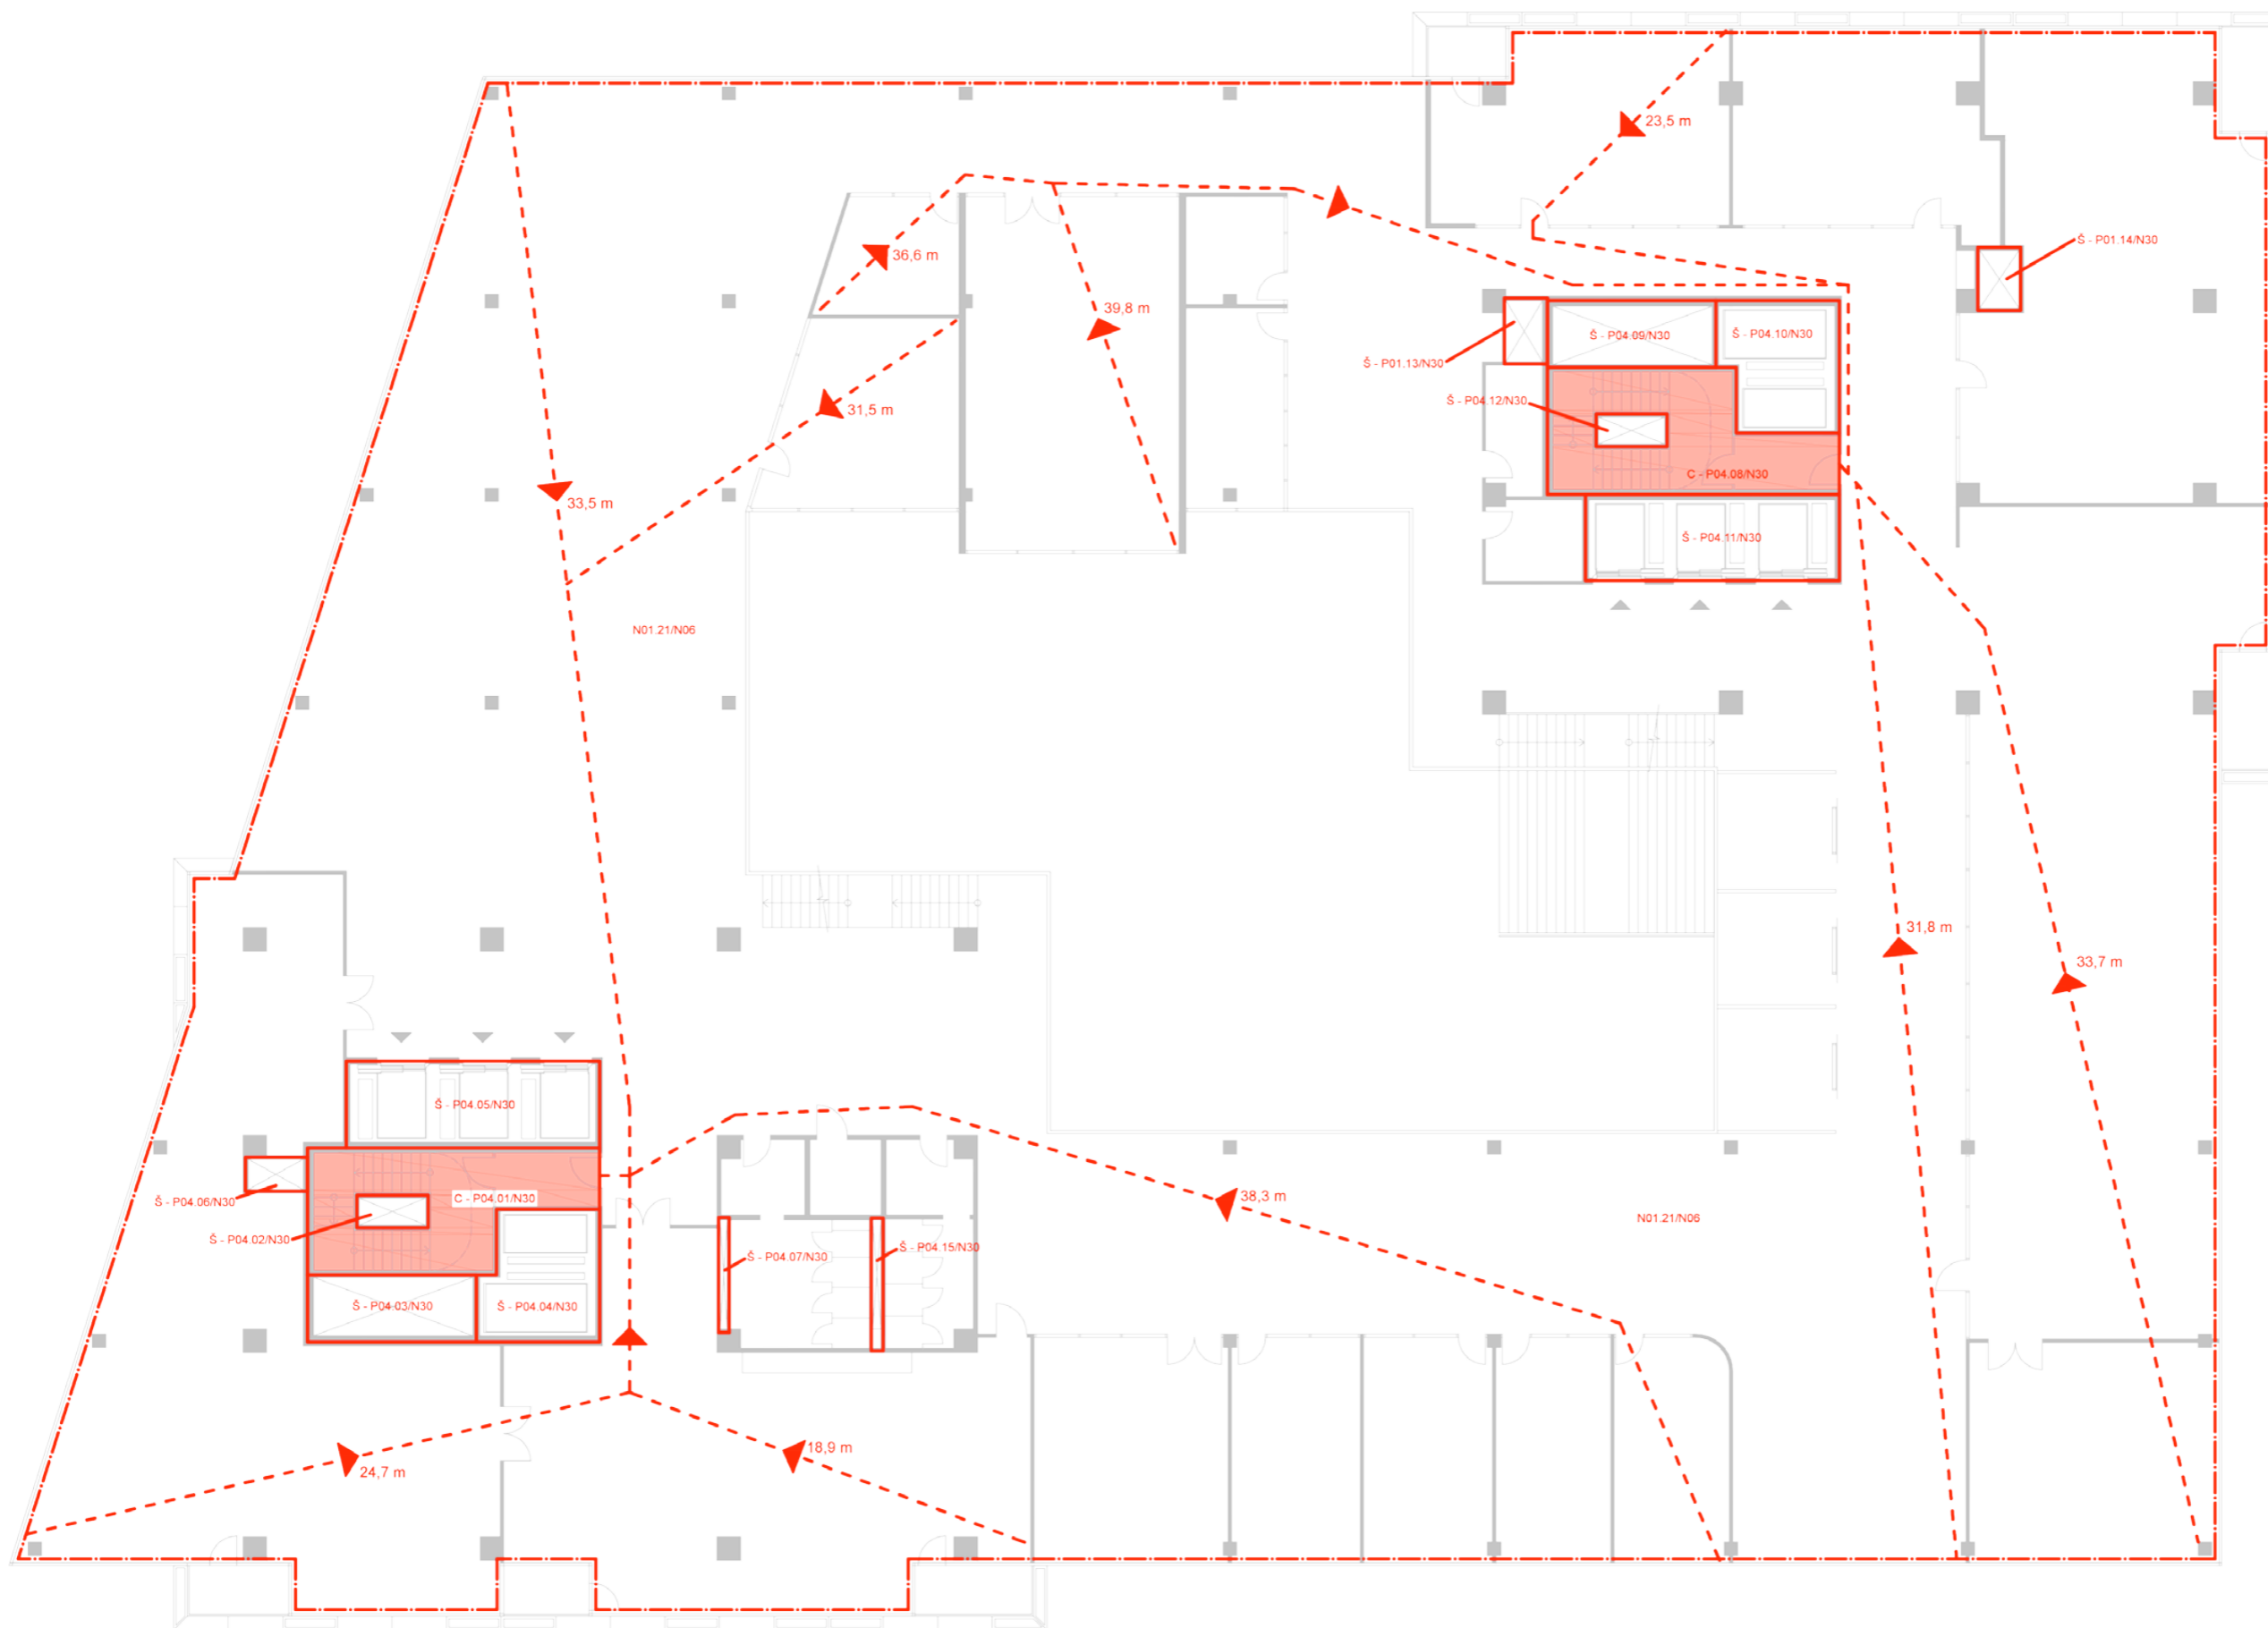 23,5 m
Š - P01.14/N30
36,6 m
39,8 m
Š - P04.09/N30
Š - P04.10/N30
Š - P01.13/N30
Š - P04.12/N30
31,5 m
C - P04.08/N30
33,5 m
Š - P04.11/N30
N01.21/N06
31,8 m
33,7 m
Š - P04.05/N30
C - P04.01/N30
Š - P04.06/N30
38,3 m
N01.21/N06
Š - P04.02/N30
Š - P04.15/N30
Š - P04.07/N30
Š - P04.03/N30
Š - P04.04/N30
18,9 m
24,7 m